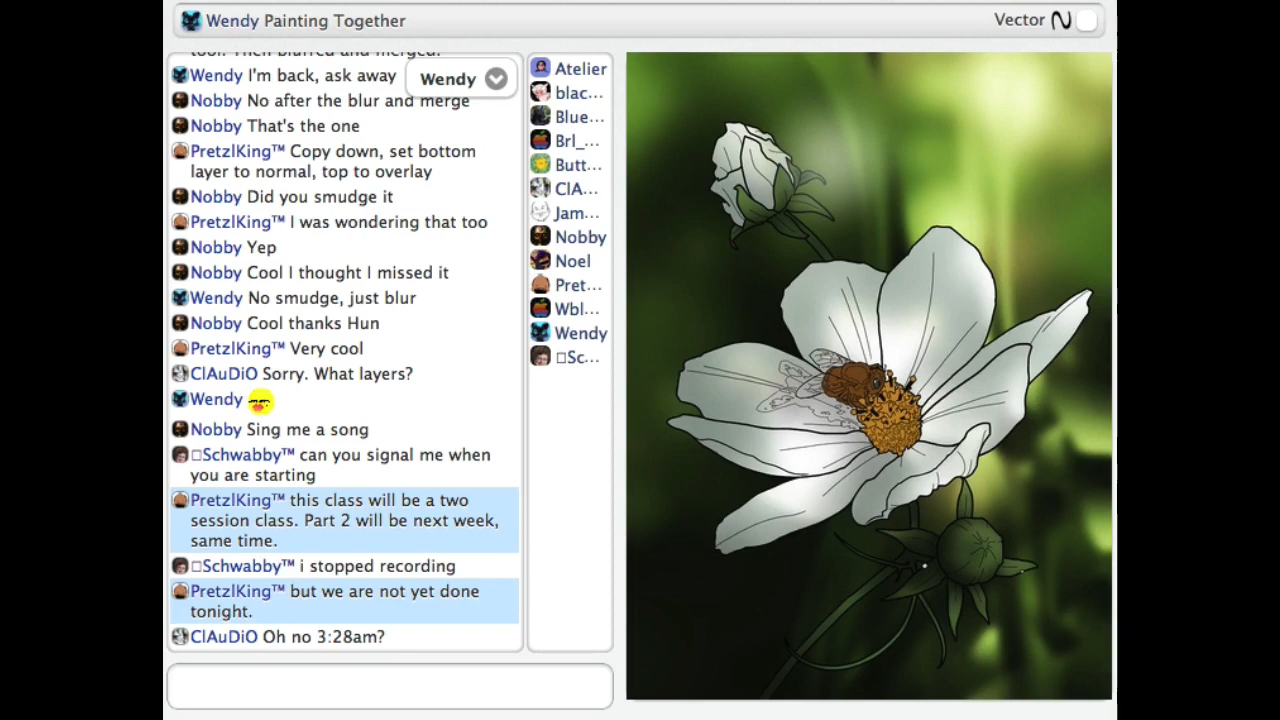 Wendy Painting Together
Vector
tool. Then blurred and merged.
Wendy I'm back, ask away
Wendy
Nobby No after the blur and merge
Nobby That's the one
PretzlKing™ Copy down, set bottom
layer to normal, top to overlay
Nobby Did you smudge it
PretzlKing™ I was wondering that too
Nobby Yep
Nobby Cool I thought I missed it
Wendy No smudge, just blur
Nobby Cool thanks Hun
PretzlKing™ Very cool
ClAuDiO Sorry. What layers?
Wendy
Nobby Sing me a song
□Schwabby™ can you signal me when
you are starting
PretzlKing™ this class will be a two
session class. Part 2 will be next week,
same time.
□Schwabby™ i stopped recording
PretzlKing™ but we are not yet done
tonight.
ClAuDiO Oh no 3:28am?
Atelier
blac...
Blue...
Brl_...
Butt...
ClA...
Jam...
Nobby
Noel
Pret...
Wbl...
Wendy
□Sc...